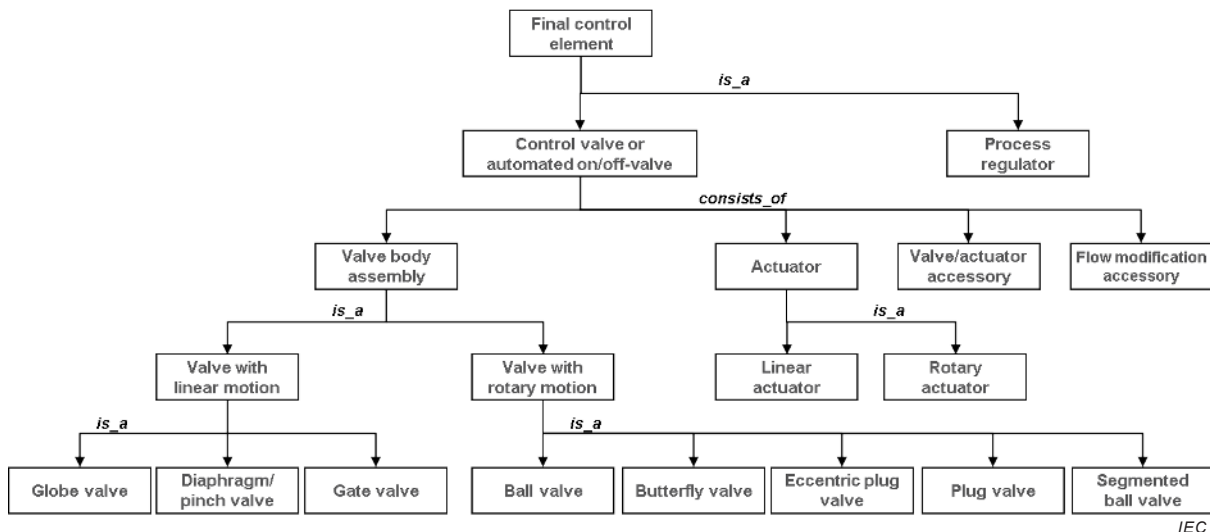 Final control
element
is_a
Control valve or
automated on/off-valve
Process
regulator
consists_of
Valve body
assembly
Actuator
Valve/actuator
accessory
Flow modification
accessory
is_a
is_a
Valve with
linear motion
Valve with
rotary motion
Linear
actuator
Rotary
actuator
is_a
is_a
Globe valve
Diaphragm/
pinch valve
Gate valve
Ball valve
Butterfly valve
Eccentric plug
valve
Plug valve
Segmented
ball valve
IEC